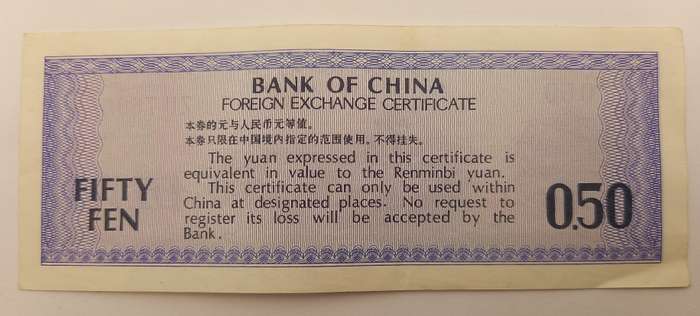 BANK OF CHINA
FOREIGN EXCHANGE CERTIFICATE
本券的元与人民币元等值。
本券只限在中国境内指定的范围使用。不得挂失。
The yuan expressed in this certificate is
equivalent in value to the Renminbi yuan.
This certificate can only be used within
China at designated places. No request to
register its loss will be accepted by the
Bank.
FIFTY
FEN
0.50